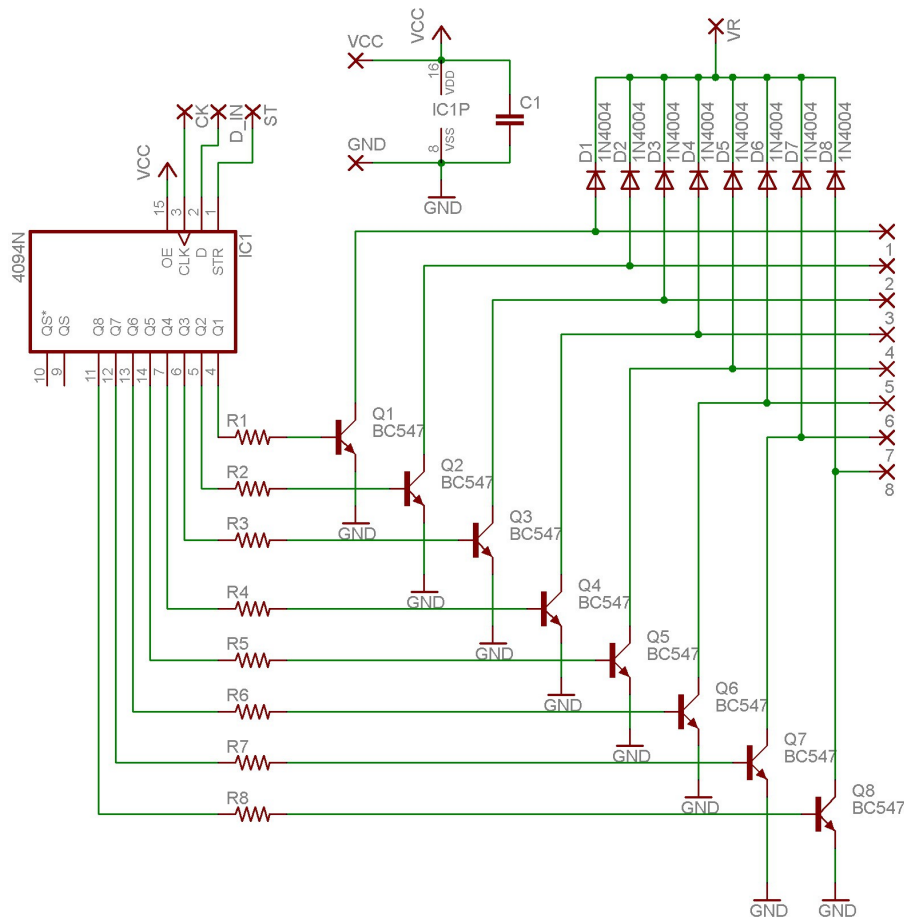 VR
VCC
VCC
16
VDD
IC1P
C1
VSS
8
GND
GND
CK
D_IN
ST
VCC
15
3
2
1
4094N
IC1
OE
CLK
D
STR
QS*
QS
Q8
Q7
Q6
Q5
Q4
Q3
Q2
Q1
10
9
11
12
13
14
7
6
5
4
D1
1N4004
D2
1N4004
D3
1N4004
D4
1N4004
D5
1N4004
D6
1N4004
D7
1N4004
D8
1N4004
1
2
3
4
5
6
7
8
R1
Q1
BC547
GND
R2
Q2
BC547
GND
R3
Q3
BC547
GND
R4
Q4
BC547
GND
R5
Q5
BC547
GND
R6
Q6
BC547
GND
R7
Q7
BC547
GND
R8
Q8
BC547
GND